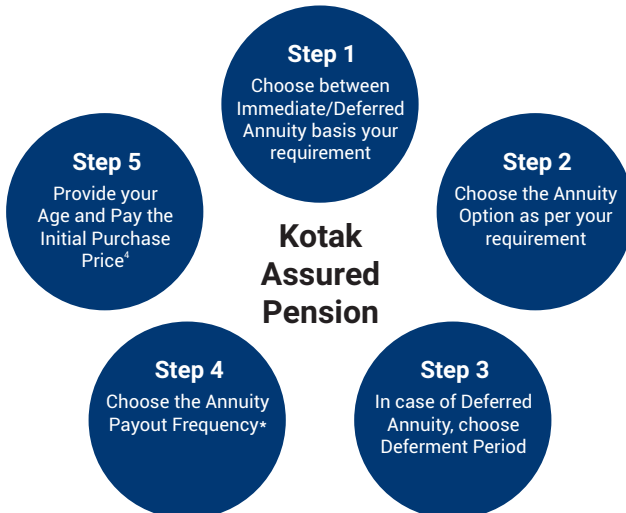 Step 1
Choose between
Immediate/Deferred
Annuity basis your
requirement
Step 2
Choose the Annuity
Option as per your
requirement
Step 3
In case of Deferred
Annuity, choose
Deferment Period
Step 4
Choose the Annuity
Payout Frequency*
Step 5
Provide your
Age and Pay the
Initial Purchase
Price⁴
Kotak
Assured
Pension